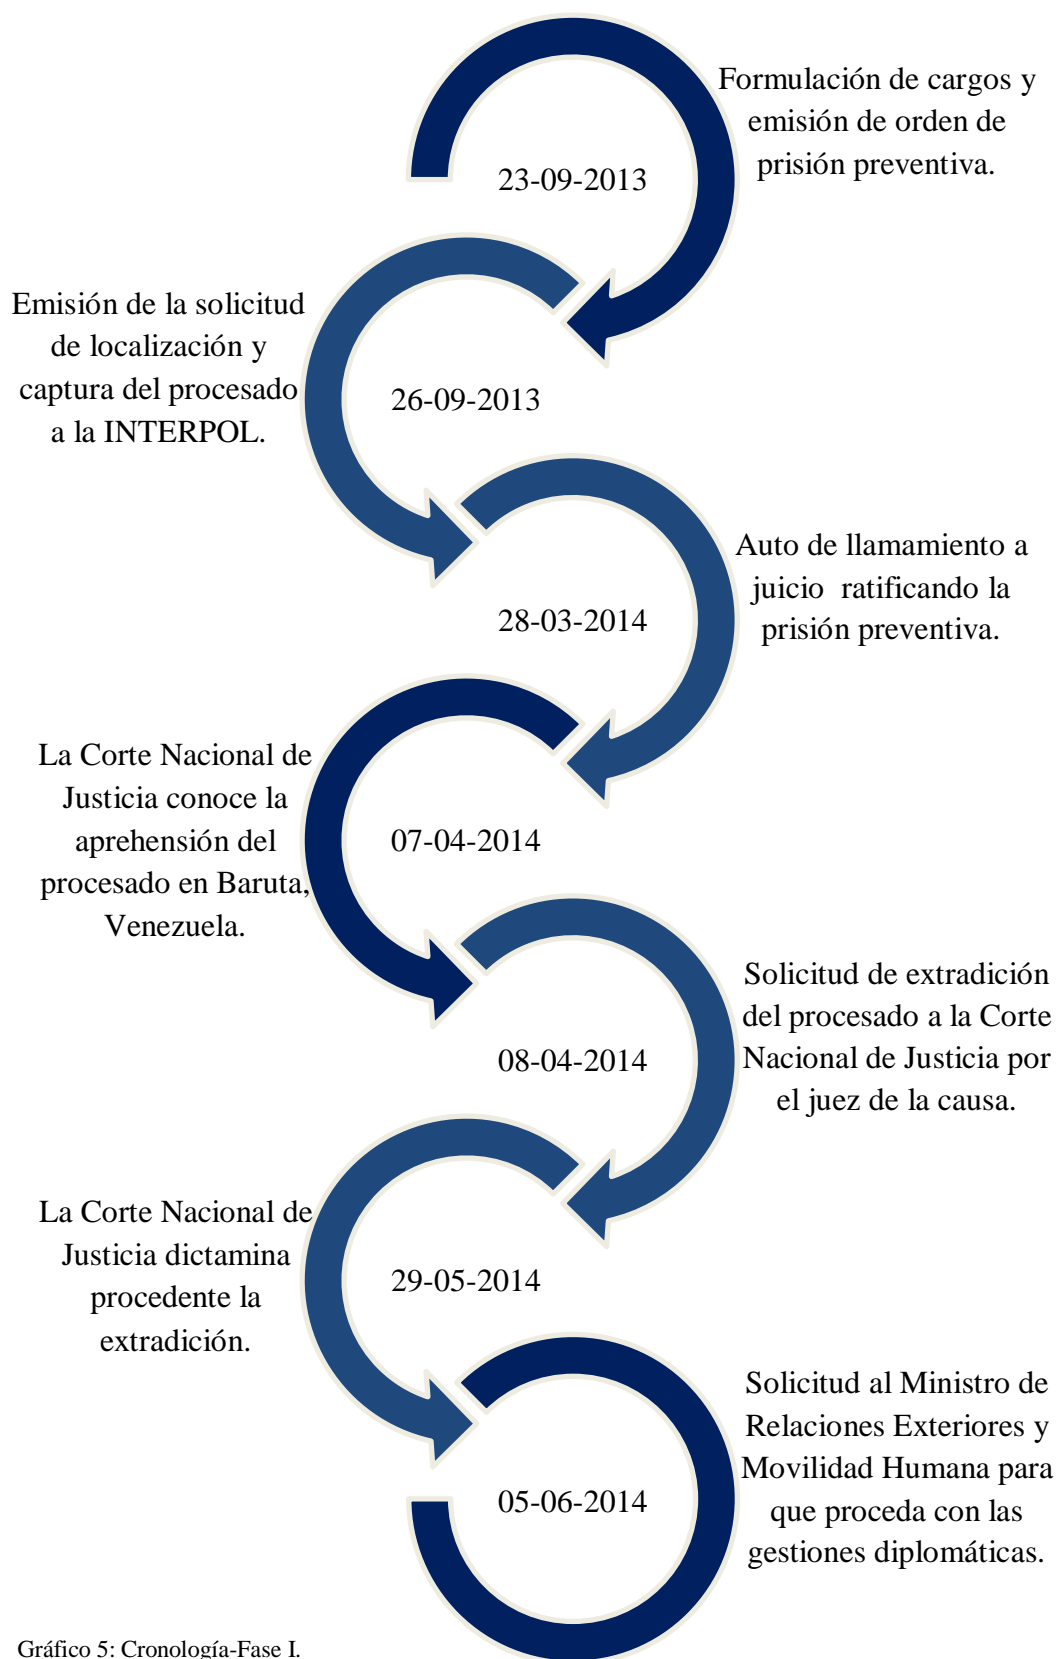 Formulación de cargos y
emisión de orden de
prisión preventiva.
23-09-2013
Emisión de la solicitud
de localización y
captura del procesado
a la INTERPOL.
26-09-2013
Auto de llamamiento a
juicio ratificando la
prisión preventiva.
28-03-2014
La Corte Nacional de
Justicia conoce la
aprehensión del
procesado en Baruta,
Venezuela.
07-04-2014
Solicitud de extradición
del procesado a la Corte
Nacional de Justicia por
el juez de la causa.
08-04-2014
La Corte Nacional de
Justicia dictamina
procedente la
extradición.
29-05-2014
Solicitud al Ministro de
Relaciones Exteriores y
Movilidad Humana para
que proceda con las
gestiones diplomáticas.
05-06-2014
Gráfico 5: Cronología-Fase I.